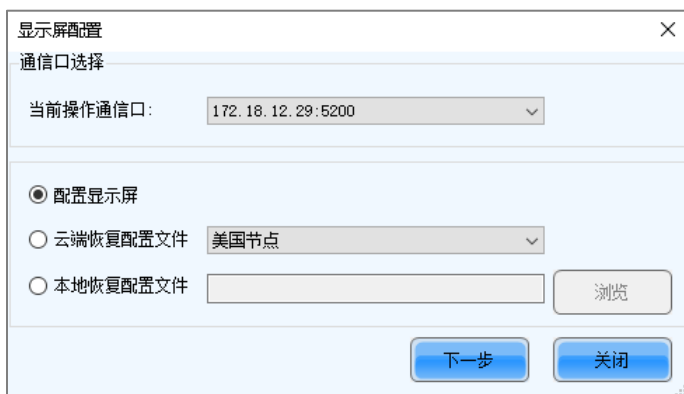 显示屏配置
通信口选择
当前操作通信口:
172.18.12.29:5200
配置显示屏
云端恢复配置文件
美国节点
本地恢复配置文件
浏览
下一步
关闭